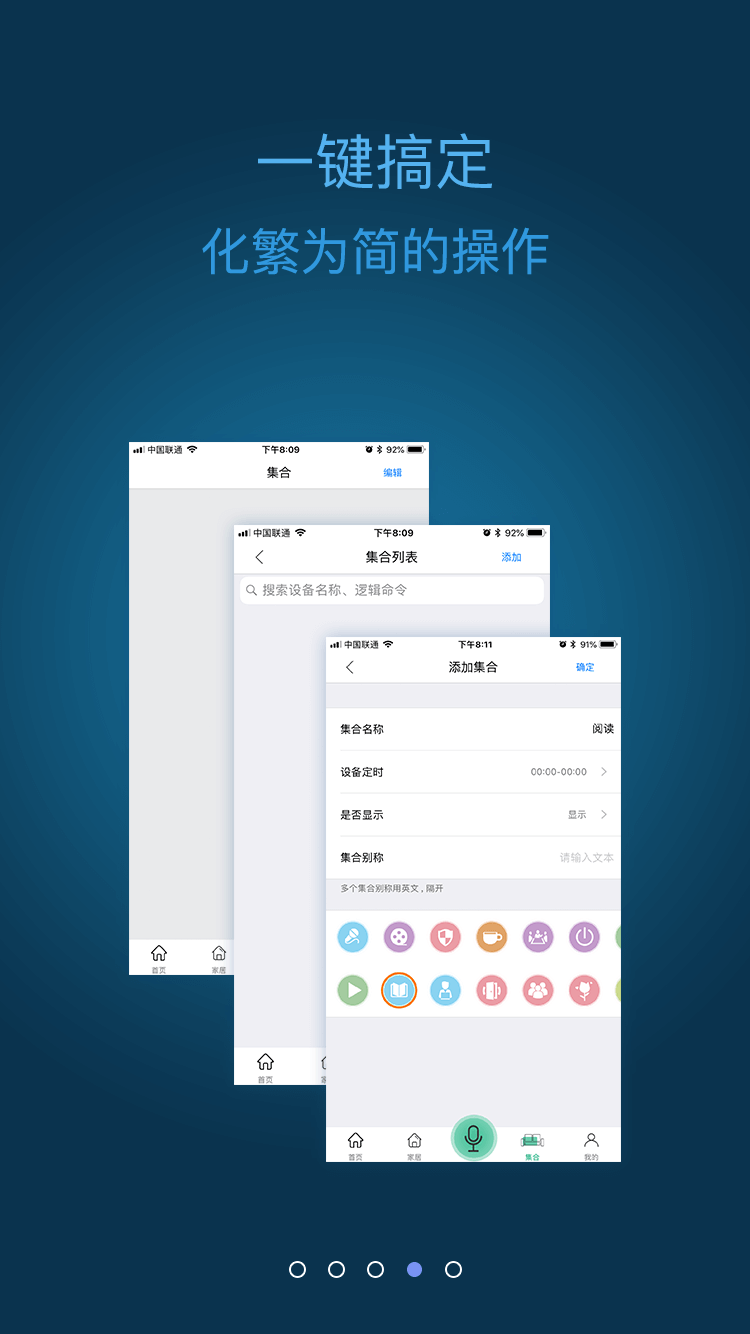 一键搞定
化繁为简的操作
中国联通 下午8:09 92%
集合 编辑
首页 家居
中国联通 下午8:09 92%
集合列表 添加
搜索设备名称、逻辑命令
首页
中国联通 下午8:11 91%
添加集合 确定
集合名称 阅读
设备定时 00:00-00:00
是否显示 显示
集合别称 请输入文本
多个集合别称用英文 , 隔开
首页 家居 集合 我的